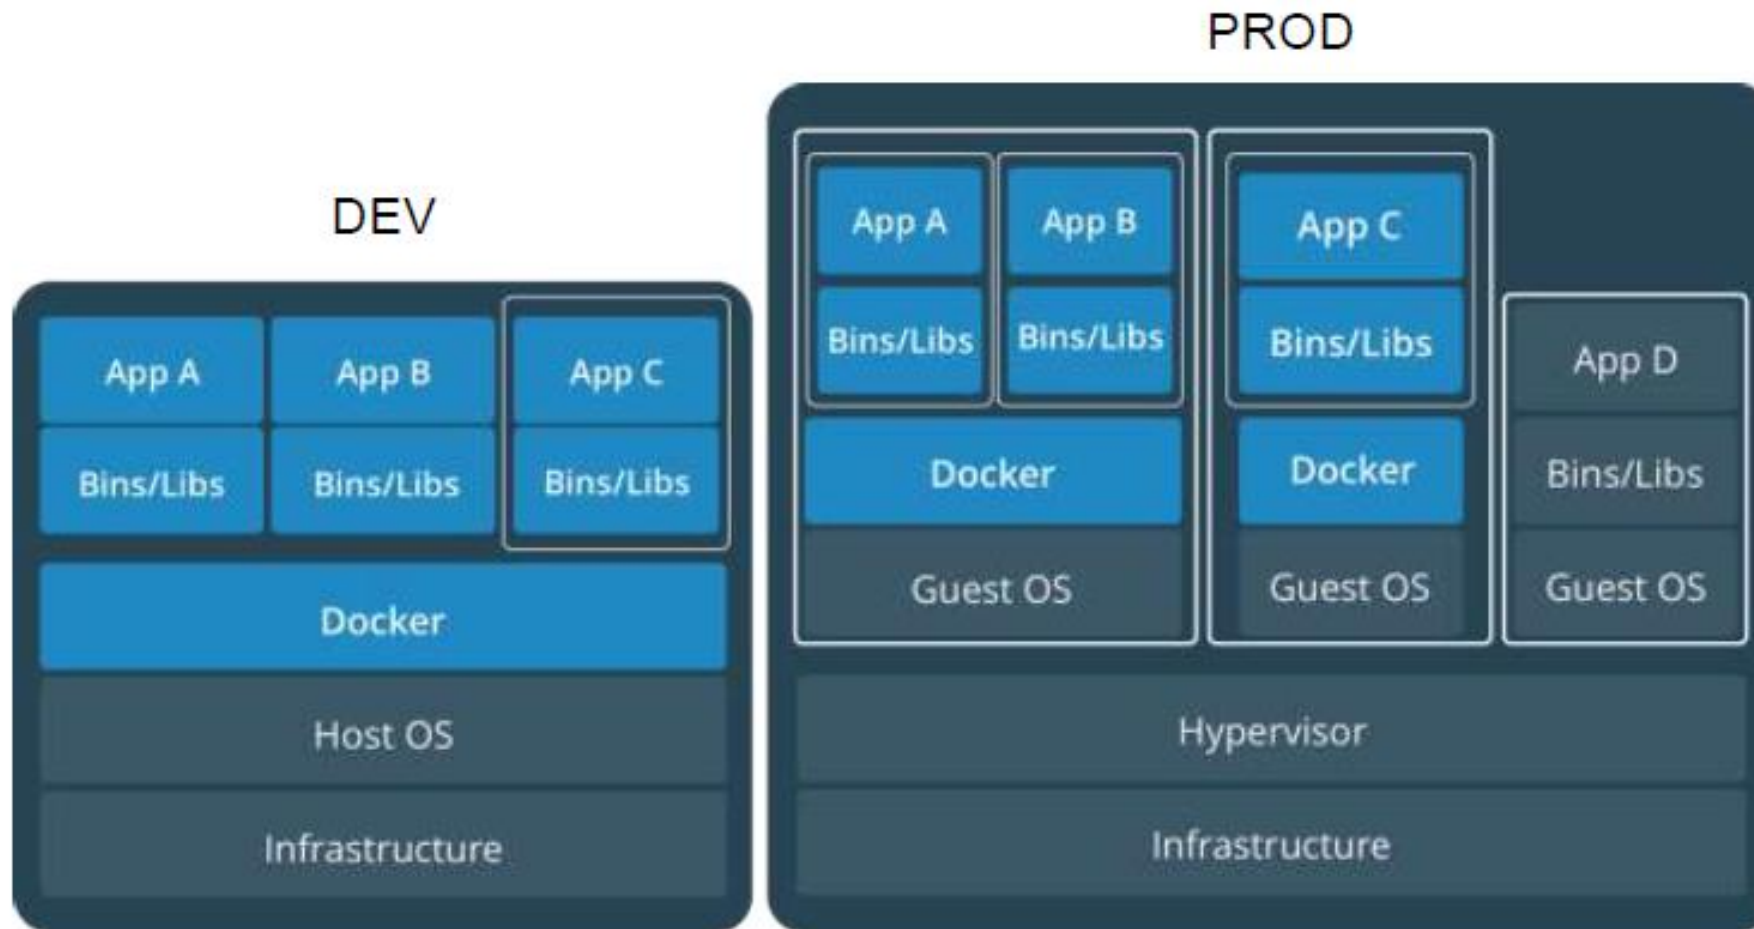 PROD
DEV
App A
App B
App C
Bins/Libs
Bins/Libs
Bins/Libs
Docker
Host OS
Infrastructure
App A
App B
App C
Bins/Libs
Bins/Libs
Bins/Libs
App D
Docker
Docker
Bins/Libs
Guest OS
Guest OS
Guest OS
Hypervisor
Infrastructure